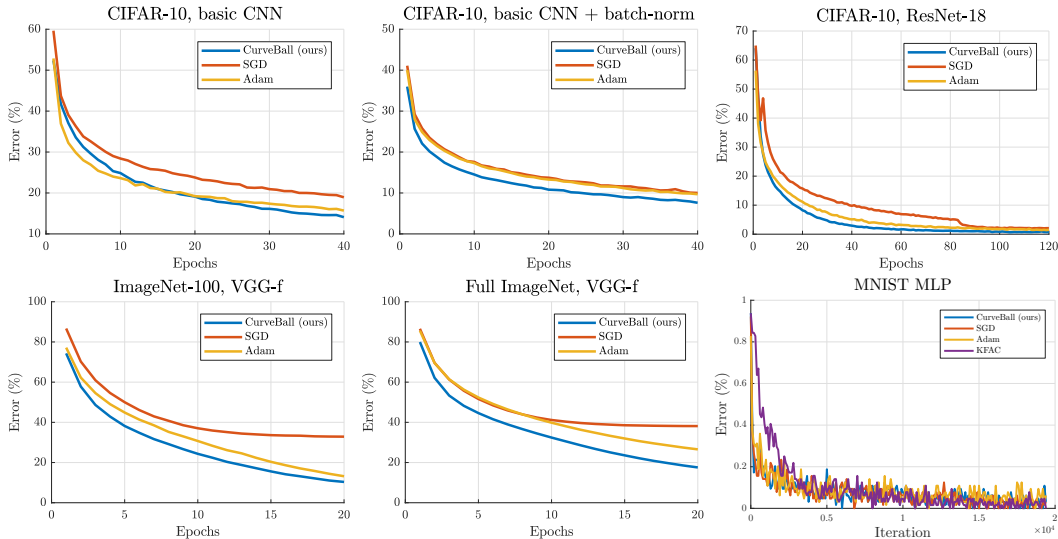 CIFAR-10, basic CNN
60
50
40
30
20
10
Error (%)
CurveBall (ours)
SGD
Adam
10
20
30
40
Epochs
CIFAR-10, basic CNN + batch-norm
50
40
30
20
10
0
Error (%)
CurveBall (ours)
SGD
Adam
0
10
20
30
40
Epochs
CIFAR-10, ResNet-18
70
60
50
40
30
20
10
0
Error (%)
CurveBall (ours)
SGD
Adam
0
20
40
60
80
100
120
Epochs
ImageNet-100, VGG-f
100
80
60
40
20
0
Error (%)
CurveBall (ours)
SGD
Adam
0
5
10
15
20
Epochs
Full ImageNet, VGG-f
100
80
60
40
20
0
Error (%)
CurveBall (ours)
SGD
Adam
0
5
10
15
20
Epochs
MNIST MLP
1
0.8
0.6
0.4
0.2
0
Error (%)
CurveBall (ours)
SGD
Adam
KFAC
0
0.5
1
1.5
2
×10⁴
Iteration